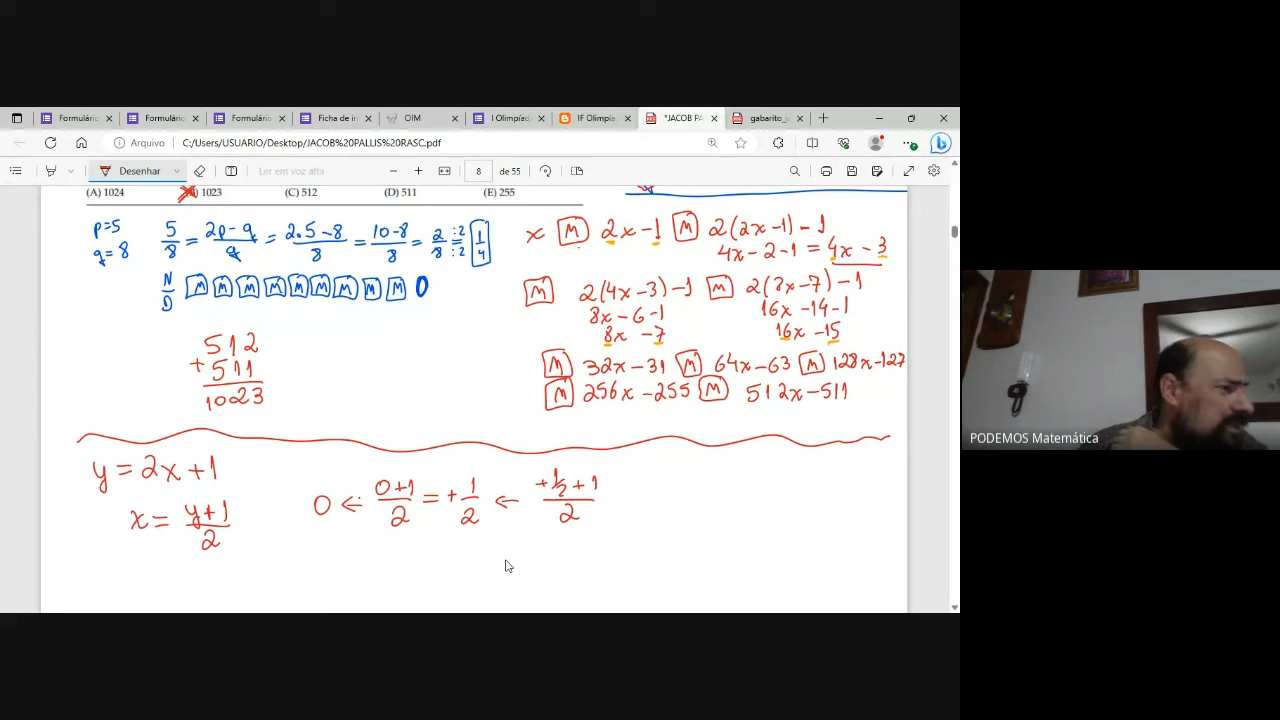 Formulário
Formulário
Formulário
Ficha de in
OIM
I Olimpíad
IF Olimpía
*JACOB PA
gabarito_ja
Arquivo C:/Users/USUARIO/Desktop/JACOB%20PALLIS%20RASC.pdf
Desenhar
Ler em voz alta
8 de 55
(A) 1024 1023 (C) 512 (D) 511 (E) 255
p=5
q=8
5/8 = 2p-q/q = 2.5-8/8 = 10-8/8 = 2/8 :2/:2 = 1/4
N/D M M M M M M M M M 0
512
+511
1023
x M 2x-1 M 2(2x-1)-1
4x-2-1 = 4x-3
M 2(4x-3)-1 M 2(8x-7)-1
8x-6-1 16x-14-1
8x-7 16x-15
M 32x-31 M 64x-63 M 128x-127
M 256x-255 M 512x-511
y=2x+1
x = y+1/2
0 ← 0+1/2 = +1/2 ← +1/2+1/2
PODEMOS Matemática